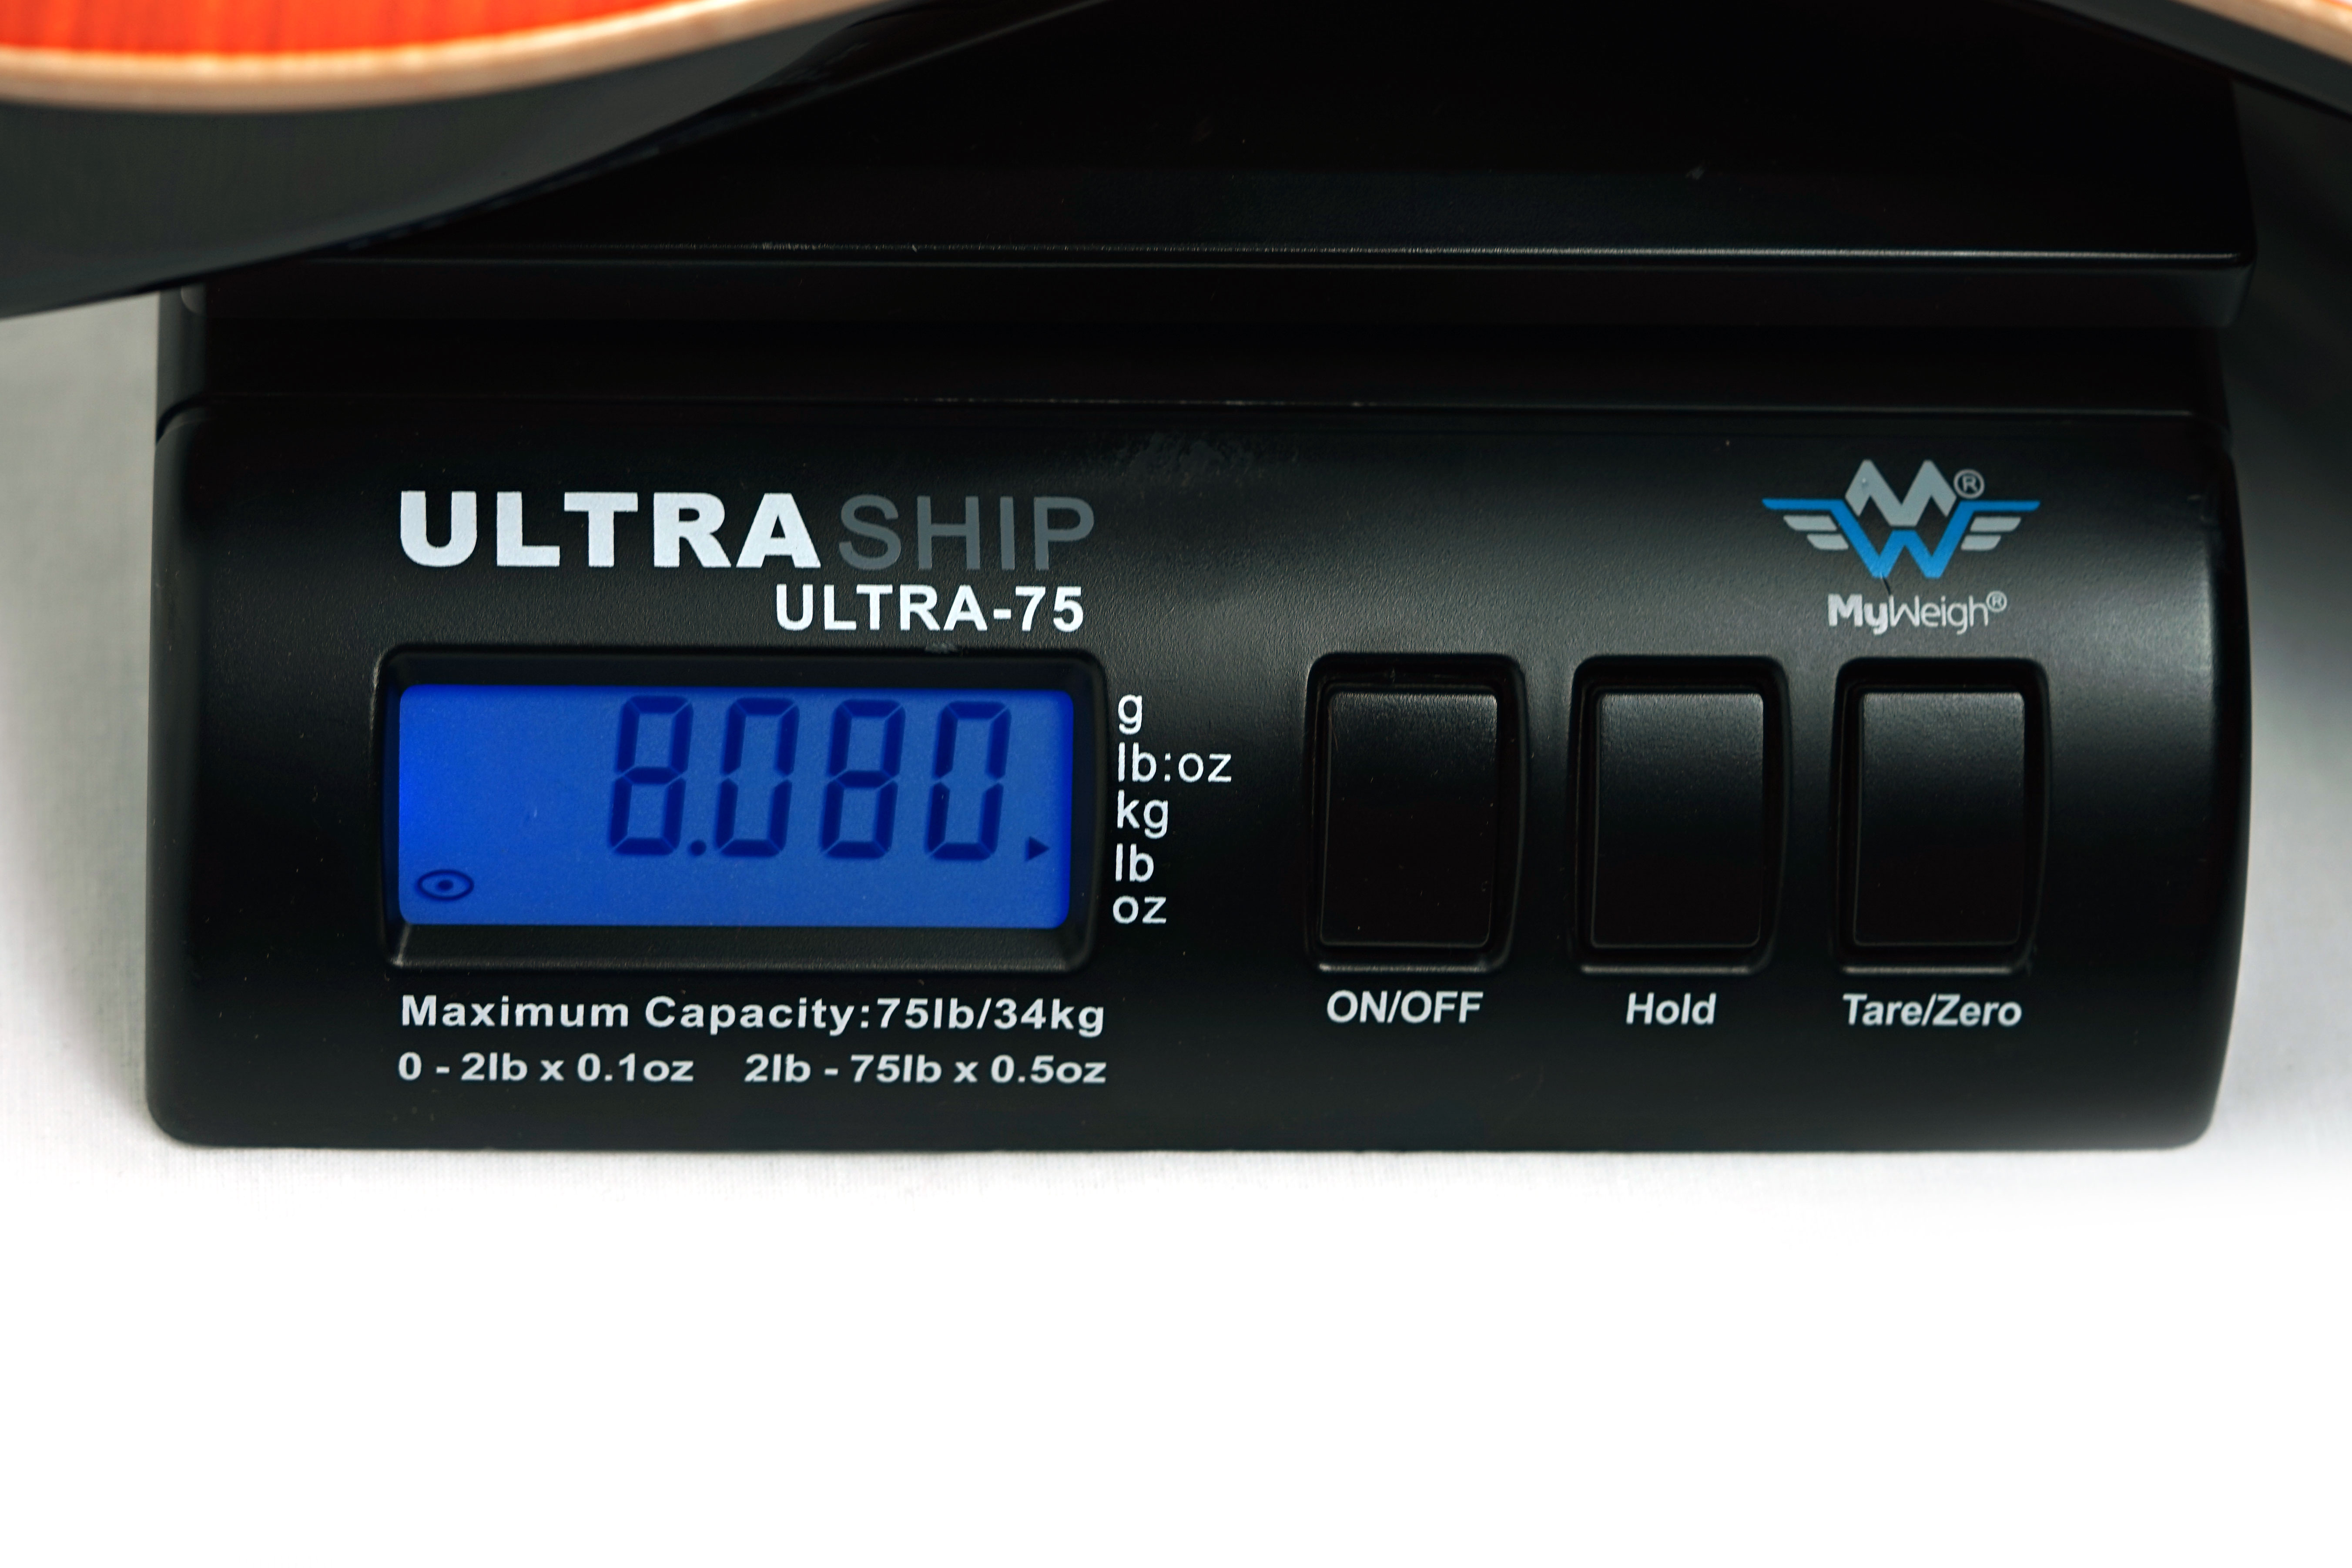 ULTRASHIP
ULTRA-75
MW®
MyWeigh®
8.080
g
lb:oz
kg
lb
oz
Maximum Capacity:75lb/34kg
0 - 2lb x 0.1oz 2lb - 75lb x 0.5oz
ON/OFF
Hold
Tare/Zero